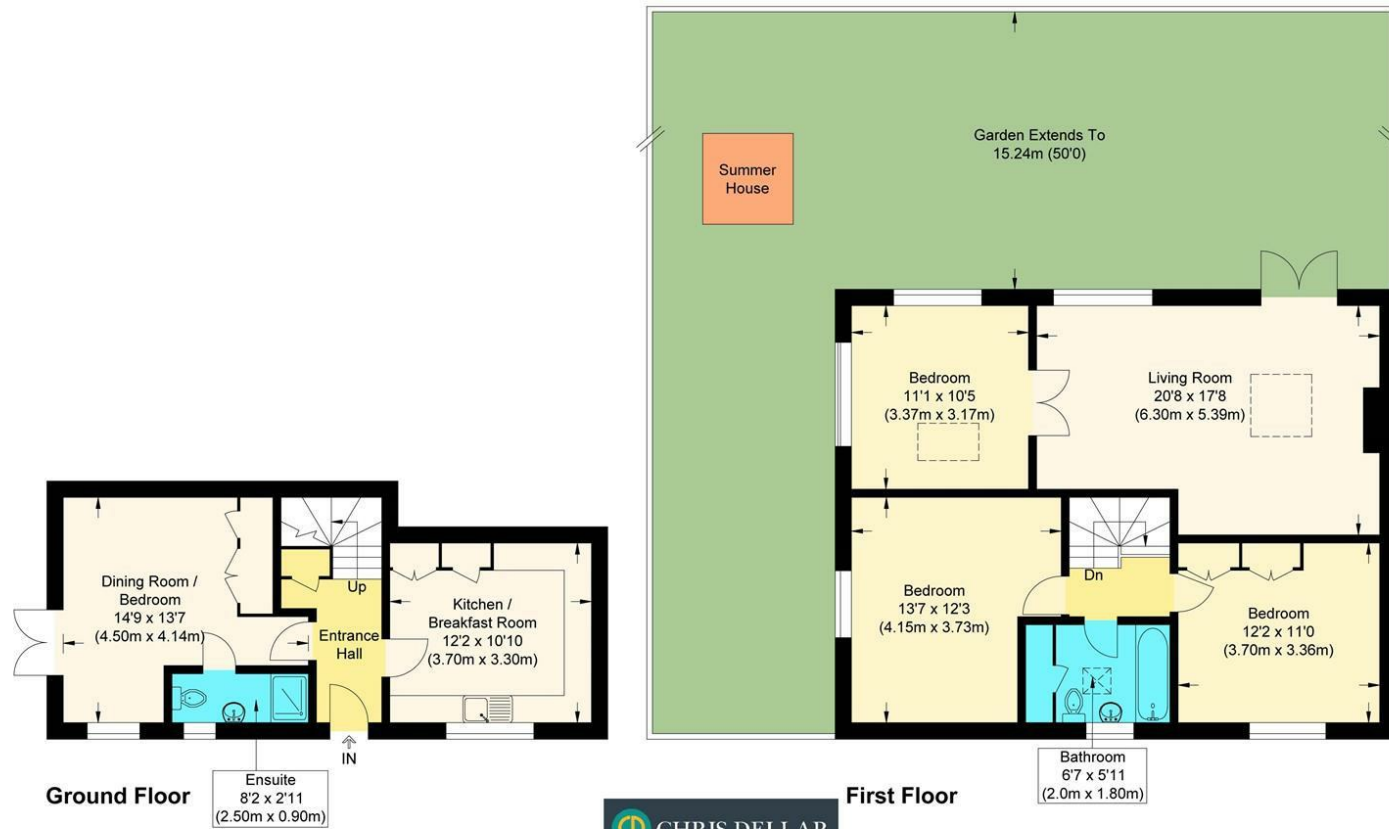 Garden Extends To
15.24m (50'0)
Summer
House
Bedroom
11'1 x 10'5
(3.37m x 3.17m)
Living Room
20'8 x 17'8
(6.30m x 5.39m)
Dining Room /
Bedroom
14'9 x 13'7
(4.50m x 4.14m)
Up
Entrance
Hall
Kitchen /
Breakfast Room
12'2 x 10'10
(3.70m x 3.30m)
IN
Ensuite
8'2 x 2'11
(2.50m x 0.90m)
Ground Floor
Bedroom
13'7 x 12'3
(4.15m x 3.73m)
Dn
Bedroom
12'2 x 11'0
(3.70m x 3.36m)
Bathroom
6'7 x 5'11
(2.0m x 1.80m)
First Floor
CD CHRIS DELLAR